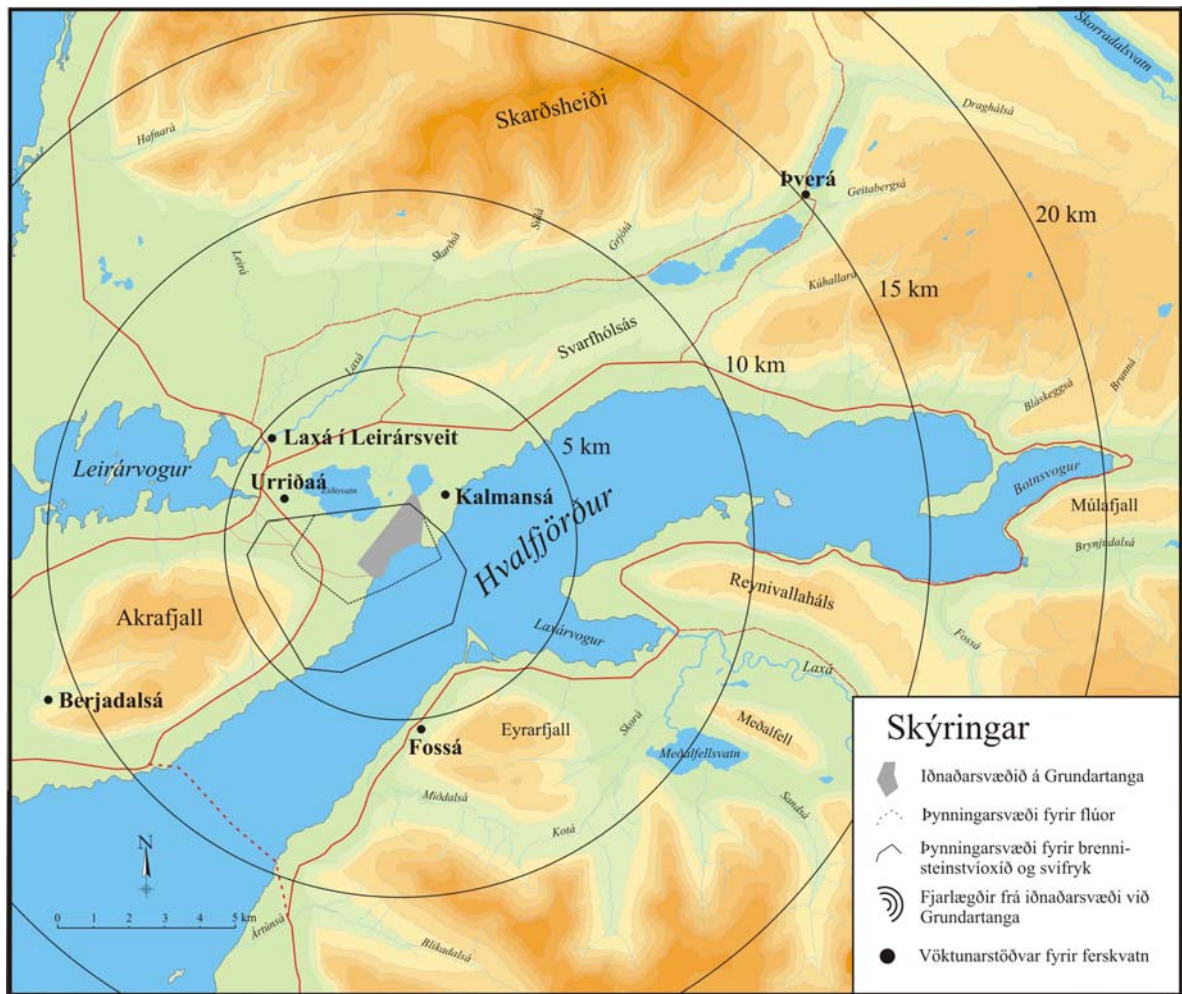 Skorradalsvatn
Skarðsheiði
Draghálsá
Hafnará
Þverá
Geitabergsá
20 km
Skarðsá
Súlá
Grjótá
Leirá
Kúhallará
15 km
Svarfhólsás
Laxá
10 km
Bláskeggsá
Brunná
Laxá í Leirársveit
5 km
Leirárvogur
Urriðaá
Eiðisvatn
Kalmansá
Botnsvogur
Hvalfjörður
Múlafjall
Brynjudalsá
Reynivallaháls
Akrafjall
Laxárvogur
Fossá
Laxá
Berjadalsá
Fossá
Eyrarfjall
Skorá
Meðalfell
Meðalfellsvatn
Miðdalsá
Sandsá
Kotá
N
0 1 2 3 4 5 km
Ártúnsá
Blikadalsá
Skýringar
Iðnaðarsvæðið á Grundartanga
Þynningarsvæði fyrir flúor
Þynningarsvæði fyrir brenni-
steinstvíoxíð og svifryk
Fjarlægðir frá iðnaðarsvæði við
Grundartanga
Vöktunarstöðvar fyrir ferskvatn